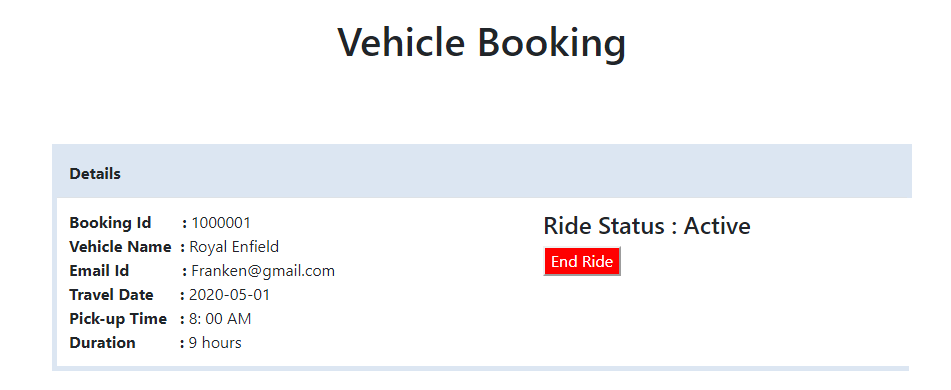 Vehicle Booking
Details
Booking Id : 1000001
Vehicle Name : Royal Enfield
Email Id : Franken@gmail.com
Travel Date : 2020-05-01
Pick-up Time : 8: 00 AM
Duration : 9 hours
Ride Status : Active
End Ride